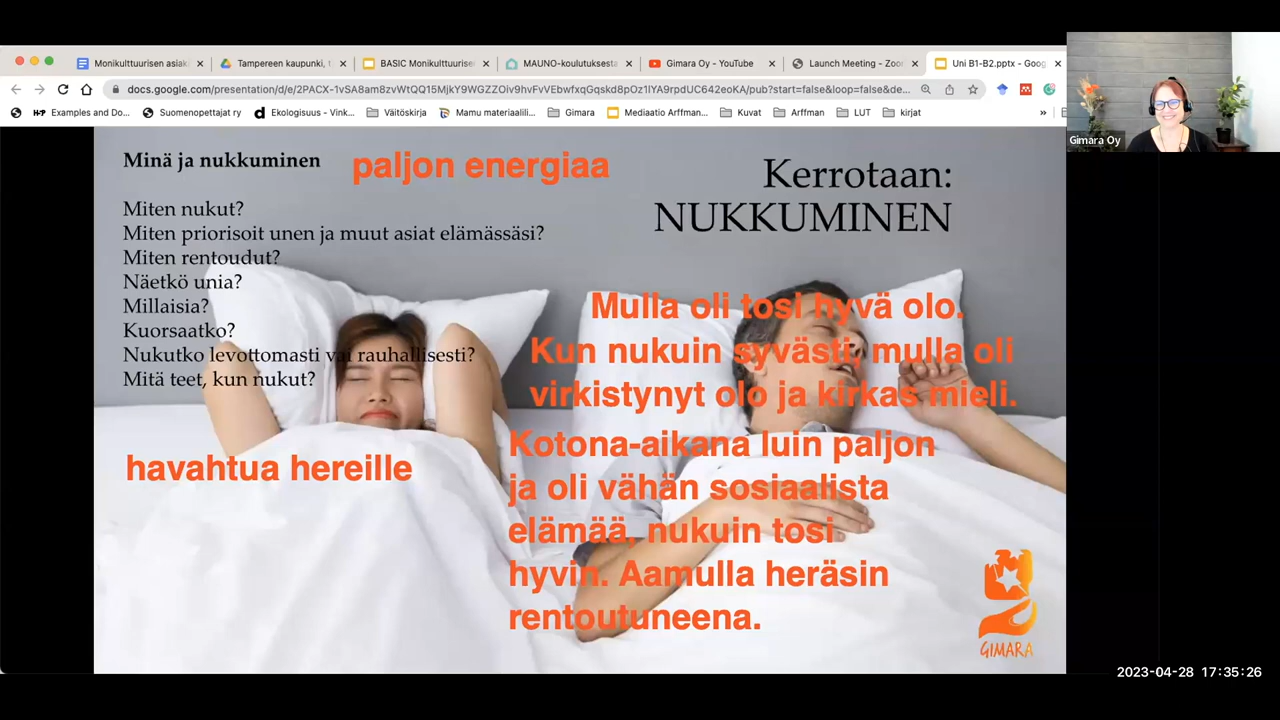 Monikulttuurisen asiak
Tampereen kaupunki, t
BASIC Monikulttuurise
MAUNO-koulutuksesta
Gimara Oy - YouTube
Launch Meeting - Zoo
Uni B1-B2.pptx - Goog
docs.google.com/presentation/d/e/2PACX-1vSA8am8zvWtQQ15MjkY9WGZZOiv9hvFvVEbwfxqGqskd8pOz1IYA9rpdUC642eoKA/pub?start=false&loop=false&de...
Examples and Do...
Suomenopettajat ry
Ekologisuus - Vink...
Väitöskirja
Mamu materiaalili...
Gimara
Mediaatio Arffman...
Kuvat
Arffman
LUT
kirjat
»
Gimara Oy
Minä ja nukkuminen
paljon energiaa
Kerrotaan:
NUKKUMINEN
Miten nukut?
Miten priorisoit unen ja muut asiat elämässäsi?
Miten rentoudut?
Näetkö unia?
Millaisia?
Kuorsaatko?
Nukutko levottomasti vai rauhallisesti?
Mitä teet, kun nukut?
Mulla oli tosi hyvä olo.
Kun nukuin syvästi, mulla oli
virkistynyt olo ja kirkas mieli.
havahtua hereille
Kotona-aikana luin paljon
ja oli vähän sosiaalista
elämää, nukuin tosi
hyvin. Aamulla heräsin
rentoutuneena.
GIMARA
2023-04-28 17:35:26